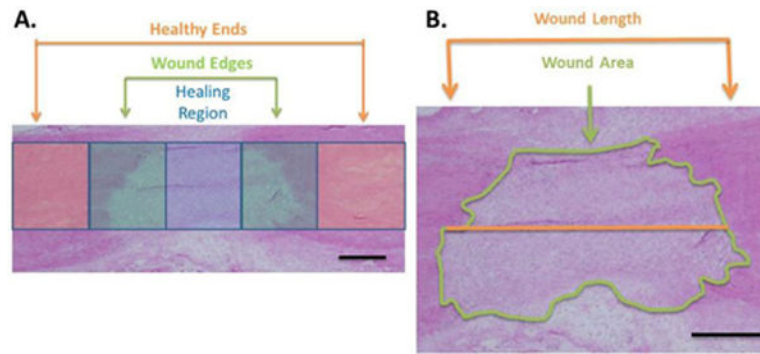 A.
Healthy Ends
Wound Edges
Healing
Region
B.
Wound Length
Wound Area